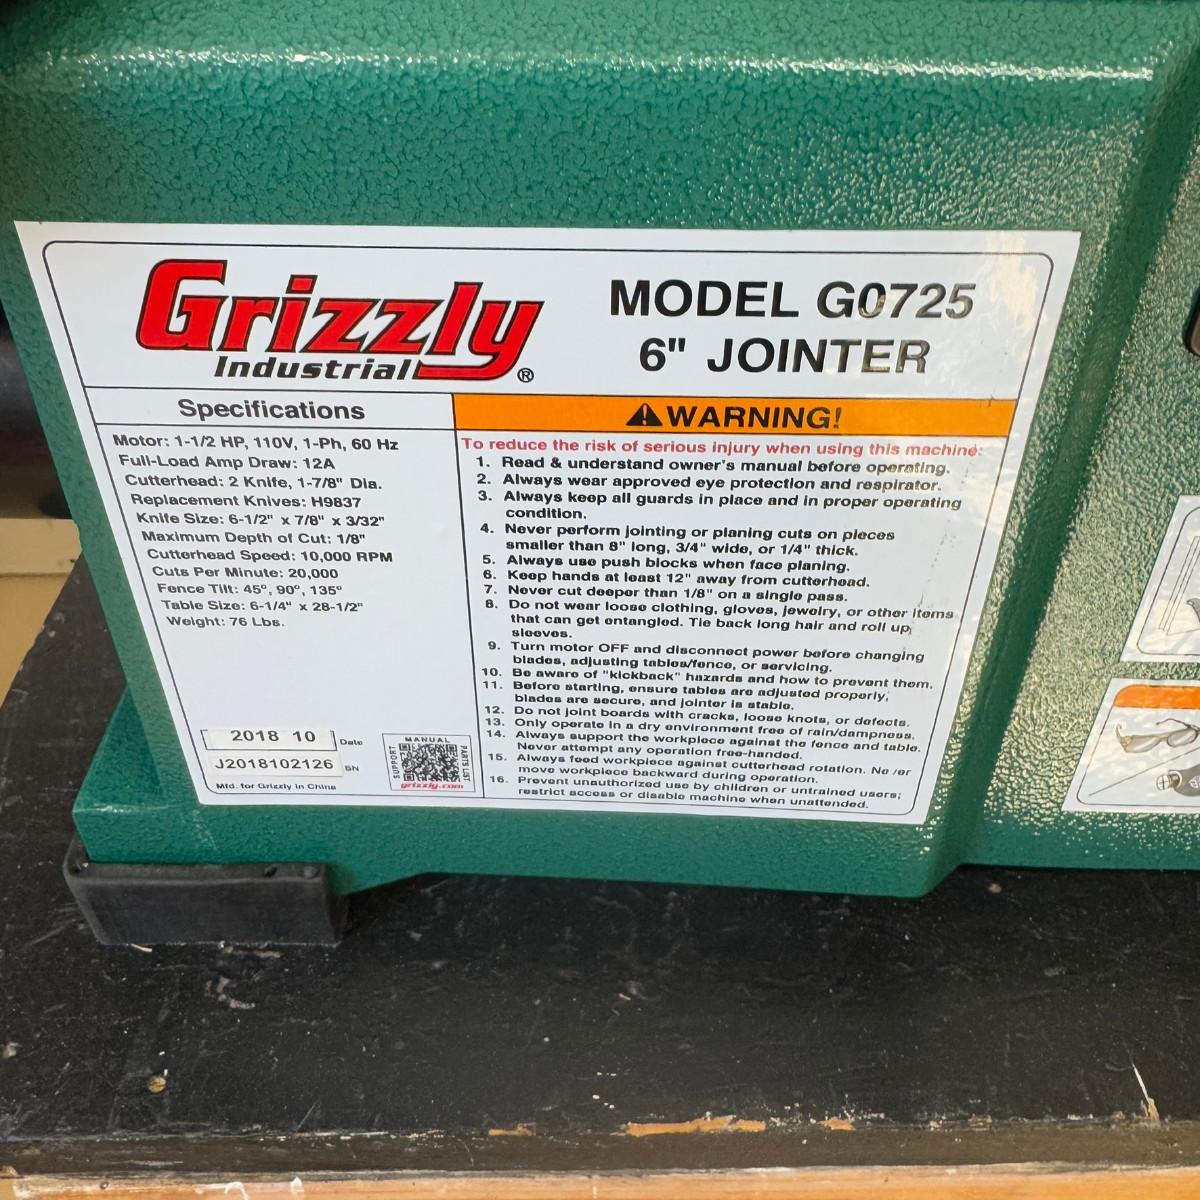 Grizzly
Industrial ®
MODEL G0725
6" JOINTER
Specifications
Motor: 1-1/2 HP, 110V, 1-Ph, 60 Hz
Full-Load Amp Draw: 12A
Cutterhead: 2 Knife, 1-7/8" Dia.
Replacement Knives: H9837
Knife Size: 6-1/2" x 7/8" x 3/32"
Maximum Depth of Cut: 1/8"
Cutterhead Speed: 10,000 RPM
Cuts Per Minute: 20,000
Fence Tilt: 45º, 90º, 135º
Table Size: 6-1/4" x 28-1/2"
Weight: 76 Lbs.
2018 10 Date
J2018102126 SN
Mfd. for Grizzly in China
MANUAL
SUPPORT
PARTS LIST
grizzly.com
WARNING!
To reduce the risk of serious injury when using this machine:
1. Read & understand owner's manual before operating.
2. Always wear approved eye protection and respirator.
3. Always keep all guards in place and in proper operating
condition.
4. Never perform jointing or planing cuts on pieces
smaller than 8" long, 3/4" wide, or 1/4" thick.
5. Always use push blocks when face planing.
6. Keep hands at least 12" away from cutterhead.
7. Never cut deeper than 1/8" on a single pass.
8. Do not wear loose clothing, gloves, jewelry, or other items
that can get entangled. Tie back long hair and roll up
sleeves.
9. Turn motor OFF and disconnect power before changing
blades, adjusting tables/fence, or servicing.
10. Be aware of "kickback" hazards and how to prevent them.
11. Before starting, ensure tables are adjusted properly,
blades are secure, and jointer is stable.
12. Do not joint boards with cracks, loose knots, or defects.
13. Only operate in a dry environment free of rain/dampness.
14. Always support the workpiece against the fence and table.
Never attempt any operation free-handed.
15. Always feed workpiece against cutterhead rotation. Never
move workpiece backward during operation.
16. Prevent unauthorized use by children or untrained users;
restrict access or disable machine when unattended.